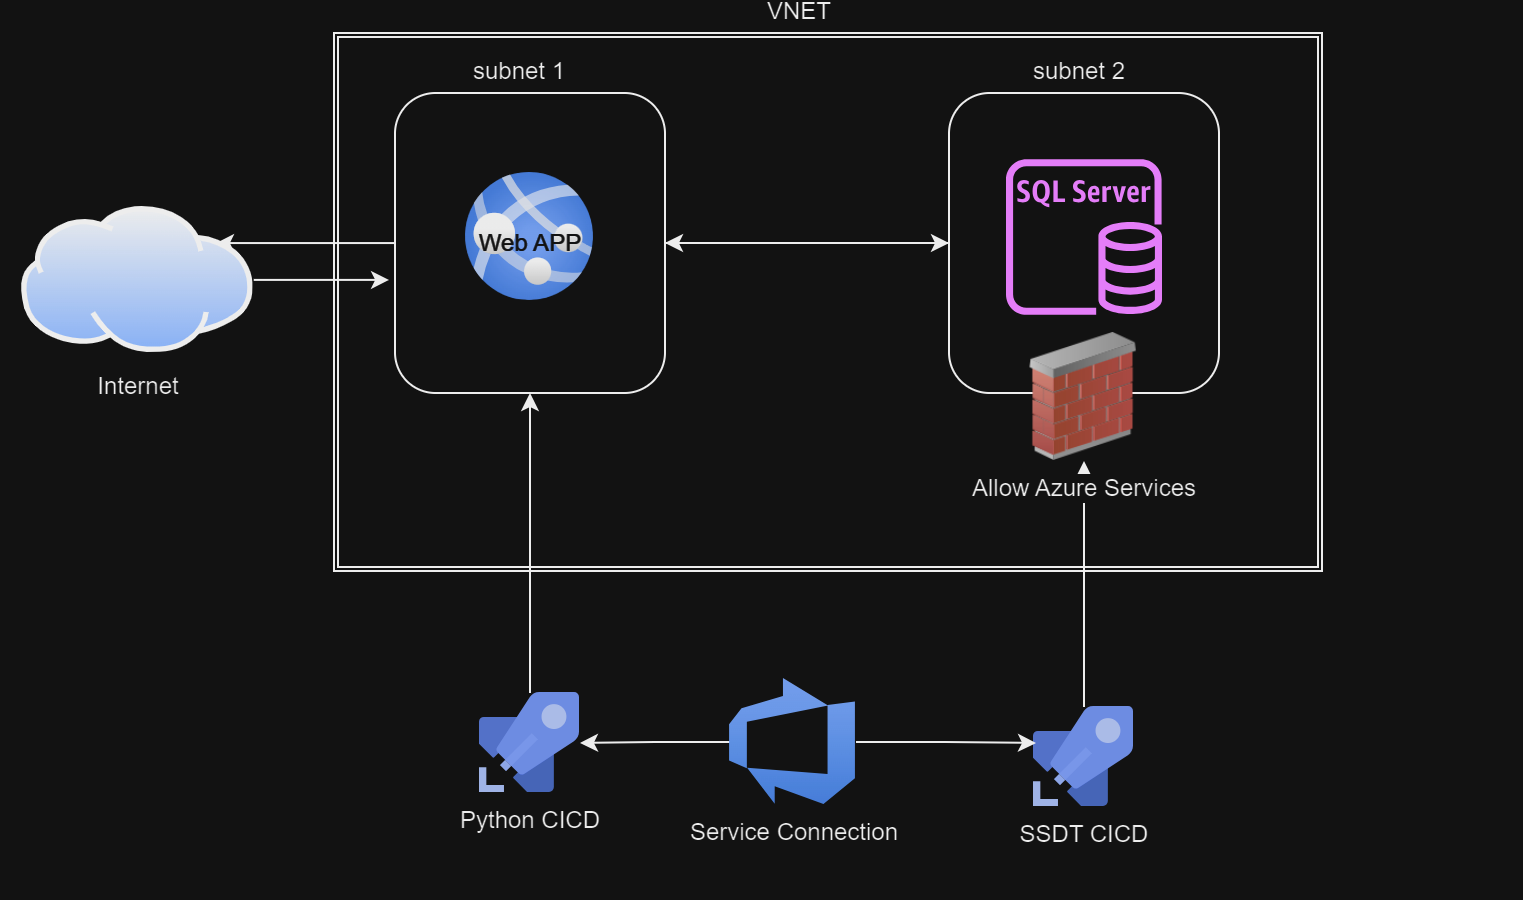 VNET
subnet 1
subnet 2
SQL Server
Web APP
Internet
Allow Azure Services
Python CICD
Service Connection
SSDT CICD